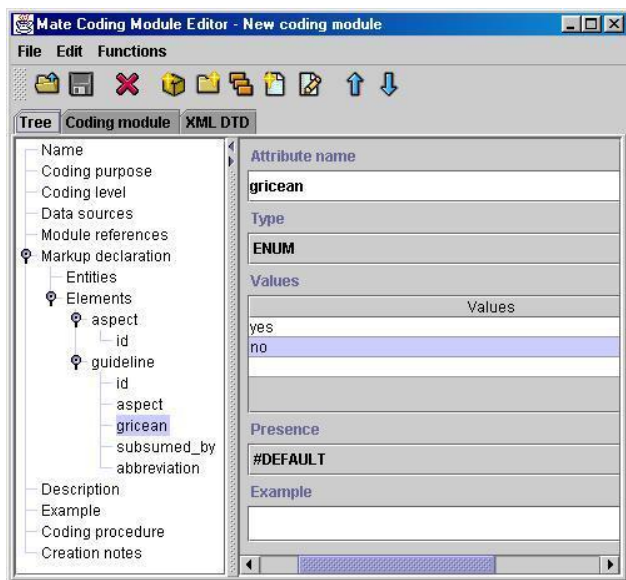 Mate Coding Module Editor - New coding module
File Edit Functions
Tree Coding module XML DTD
Name
Coding purpose
Coding level
Data sources
Module references
Markup declaration
Entities
Elements
aspect
id
guideline
id
aspect
gricean
subsumed_by
abbreviation
Description
Example
Coding procedure
Creation notes
Attribute name
gricean
Type
ENUM
Values
Values
yes
no
Presence
#DEFAULT
Example